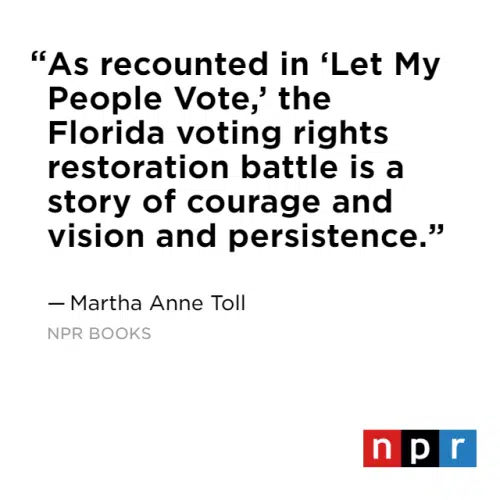 “As recounted in ‘Let My
People Vote,’ the
Florida voting rights
restoration battle is a
story of courage and
vision and persistence.”
— Martha Anne Toll
NPR BOOKS
npr